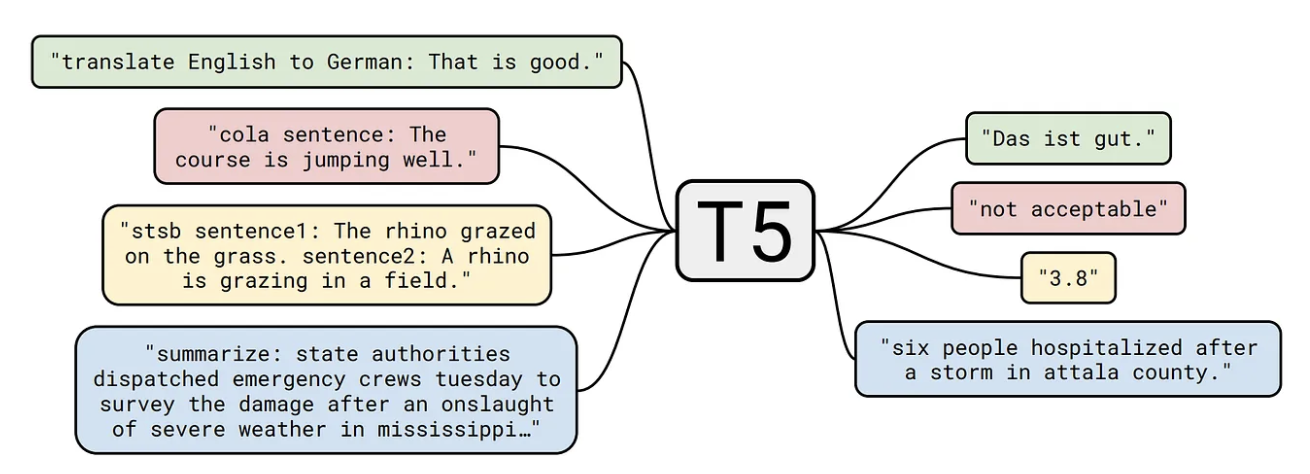 "translate English to German: That is good."
"cola sentence: The
course is jumping well."
"stsb sentence1: The rhino grazed
on the grass. sentence2: A rhino
is grazing in a field."
"summarize: state authorities
dispatched emergency crews tuesday to
survey the damage after an onslaught
of severe weather in mississippi…"
T5
"Das ist gut."
"not acceptable"
"3.8"
"six people hospitalized after
a storm in attala county."